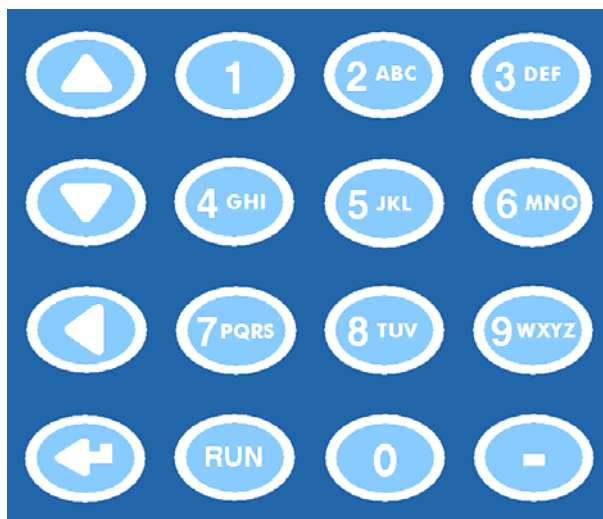 1 2 ABC 3 DEF
4 GHI 5 JKL 6 MNO
7 PQRS 8 TUV 9 WXYZ
RUN 0 -